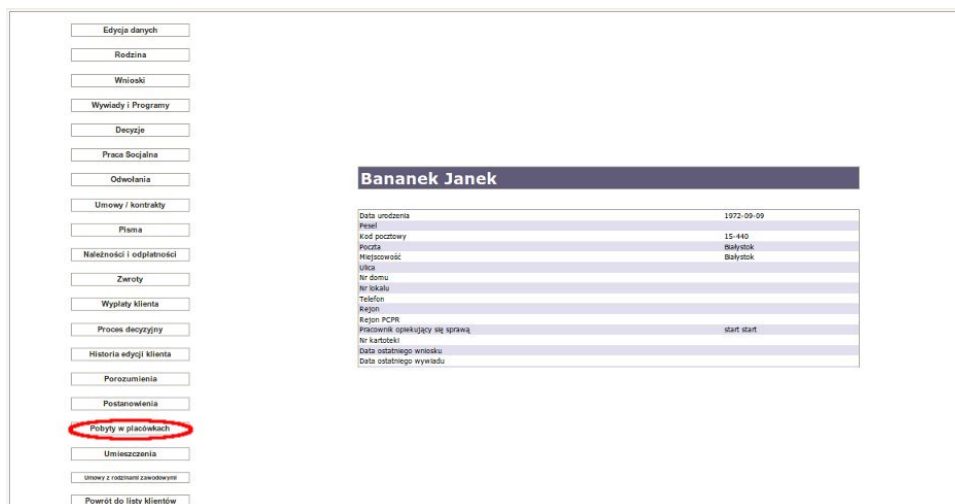 Edycja danych
Rodzina
Wnioski
Wywiady i Programy
Decyzje
Praca Socjalna
Odwołania
Umowy / kontrakty
Pisma
Należności i odpłatności
Zwroty
Wypłaty klienta
Proces decyzyjny
Historia edycji klienta
Porozumienia
Postanowienia
Pobyty w placówkach
Umieszczenia
Umowy z rodzinami zawodowymi
Powrót do listy klientów
Bananek Janek
Data urodzenia 1972-09-09
Pesel
Kod pocztowy 15-440
Poczta Białystok
Miejscowość Białystok
Ulica
Nr domu
Nr lokalu
Telefon
Rejon
Rejon PCPR
Pracownik opiekujący się sprawą start start
Nr kartoteki
Data ostatniego wniosku
Data ostatniego wywiadu